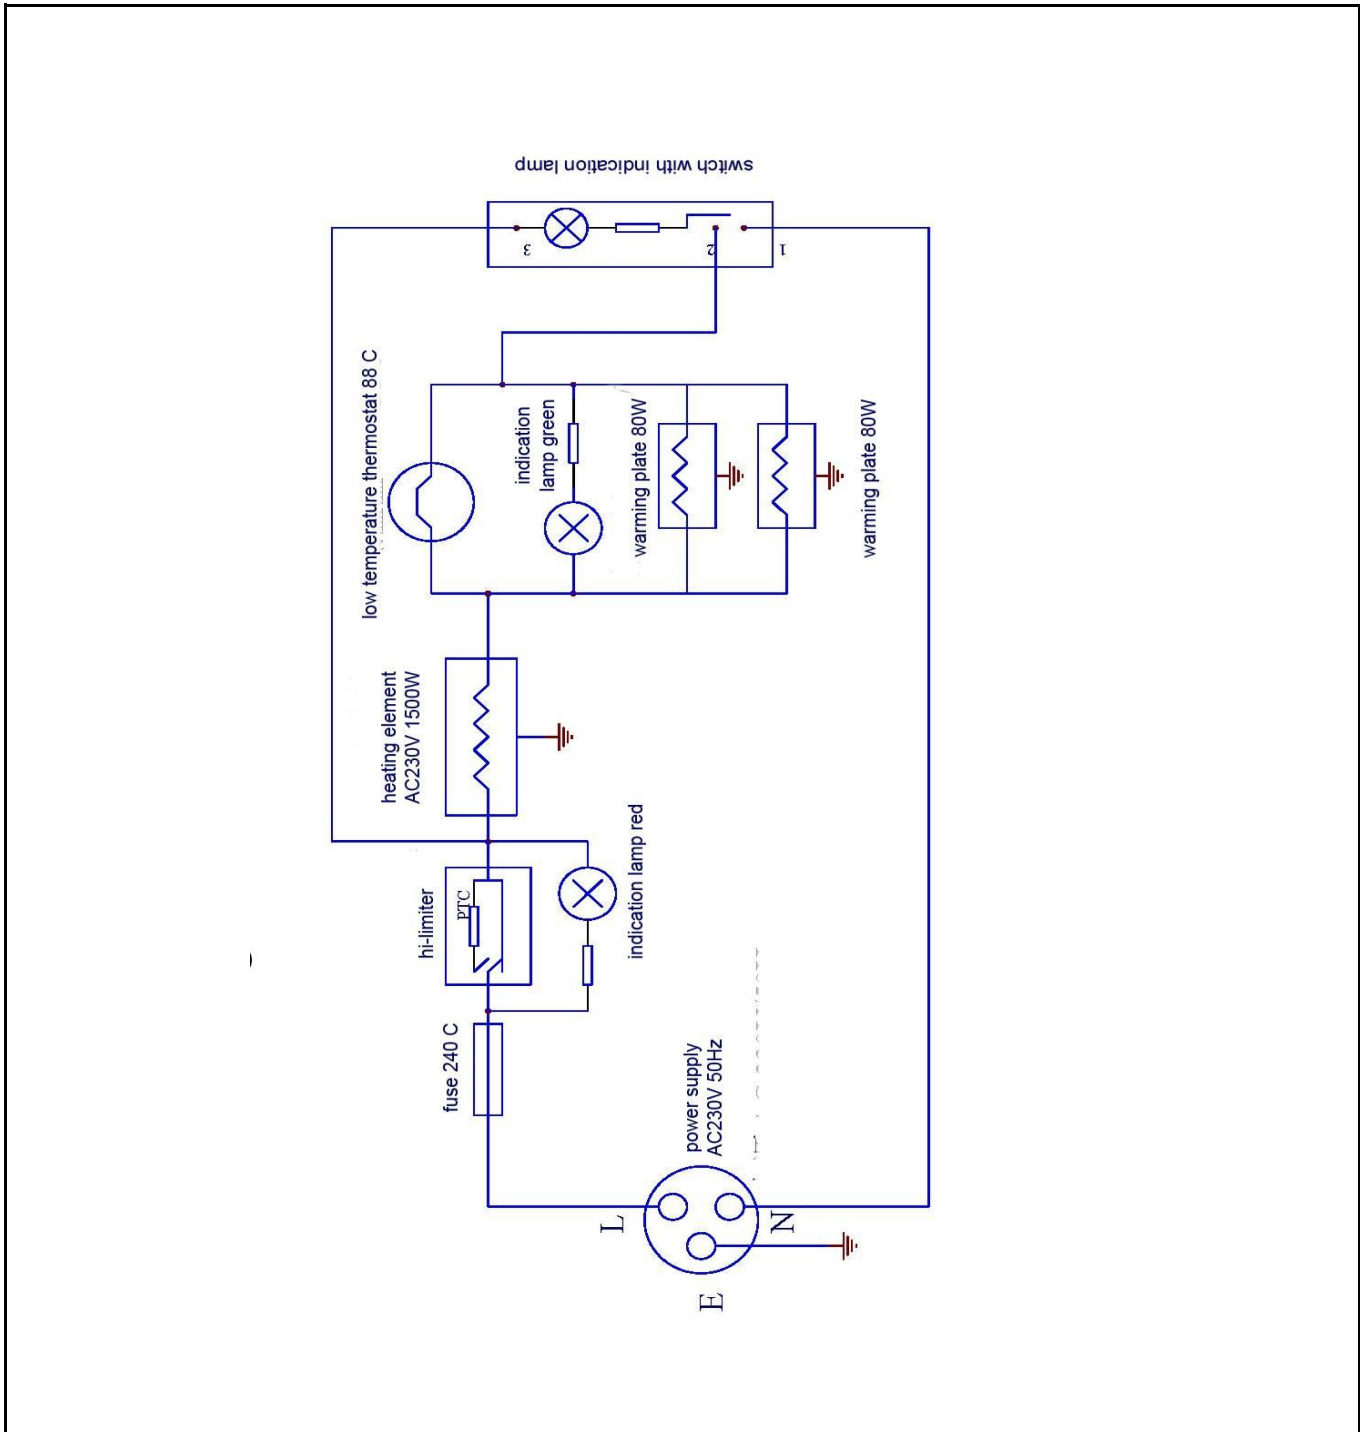 switch with indication lamp
3
2
1
low temperature thermostat 88 C
indication
lamp green
warming plate 80W
warming plate 80W
heating element
AC230V 1500W
hi-limiter
PTC
indication lamp red
fuse 240 C
power supply
AC230V 50Hz
L
N
E